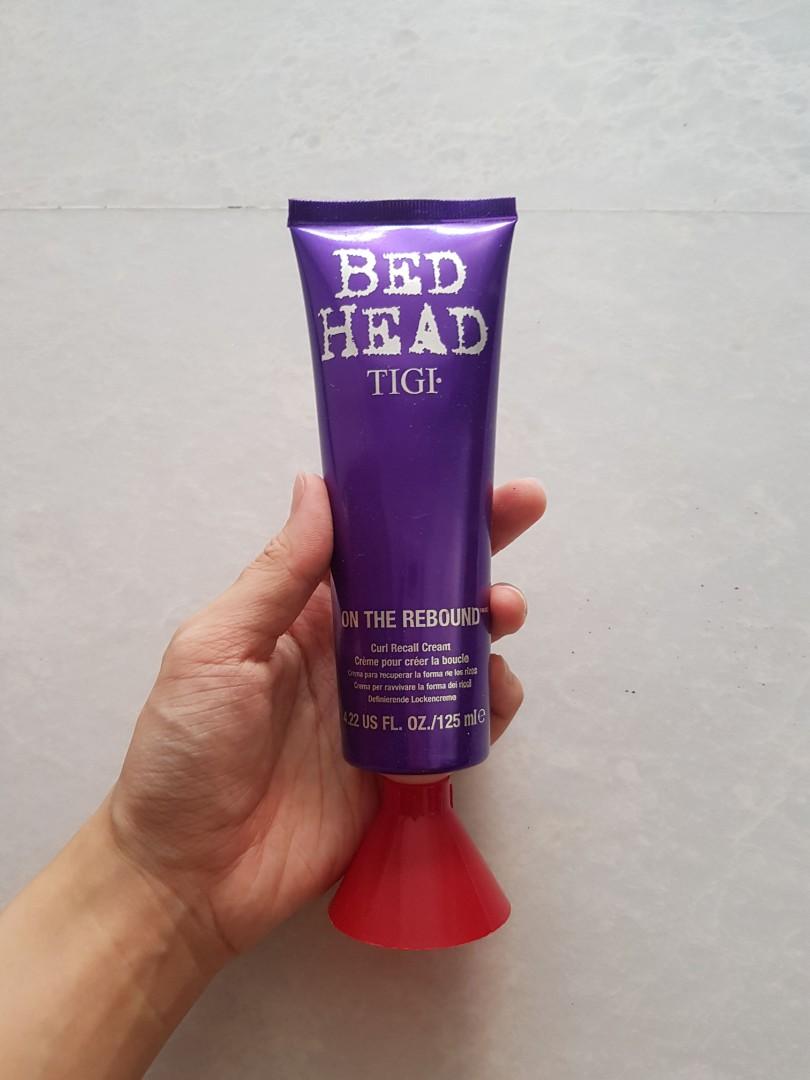 BED
HEAD
TIGI
ON THE REBOUND
Curl Recall Cream
Crème pour créer la boucle
Crema para recuperar la forma de los rizos
Crema per ravvivare la forma dei ricci
Definierende Lockencreme
4.22 US FL. OZ./125 ml ℮